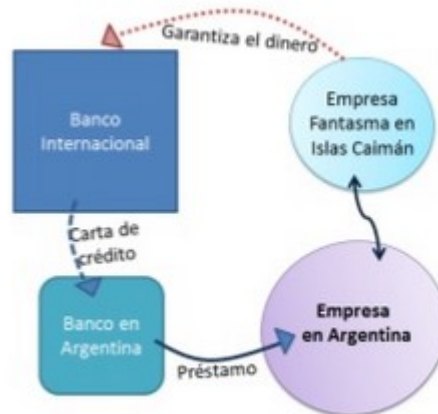 Garantiza el dinero
Banco
Internacional
Empresa
Fantasma en
Islas Caimán
Carta de
crédito
Banco en
Argentina
Préstamo
Empresa
en Argentina